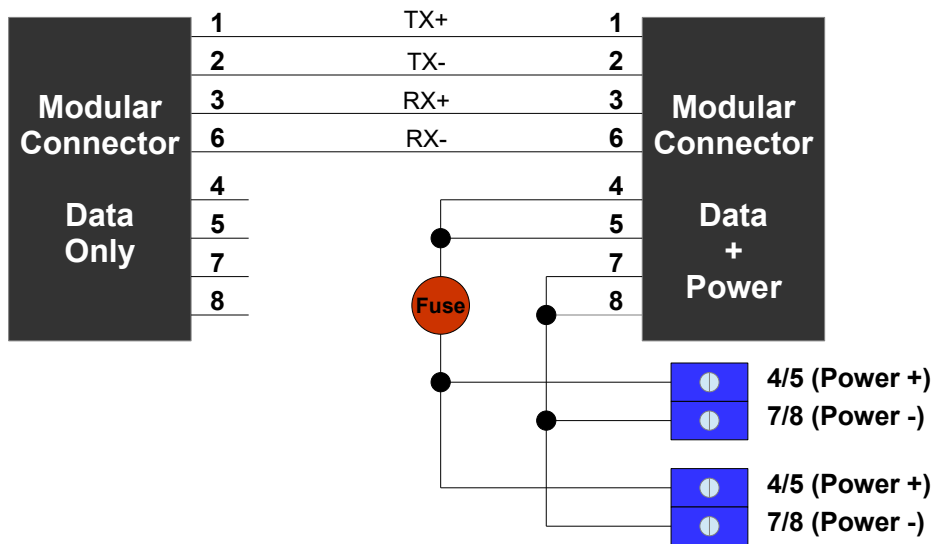 1 TX+ 1
2 TX- 2
3 RX+ 3
6 RX- 6
Modular
Connector
Data
Only
4
5
7
8
4
5
7
8
Modular
Connector
Data
+
Power
Fuse
4/5 (Power +)
7/8 (Power -)
4/5 (Power +)
7/8 (Power -)